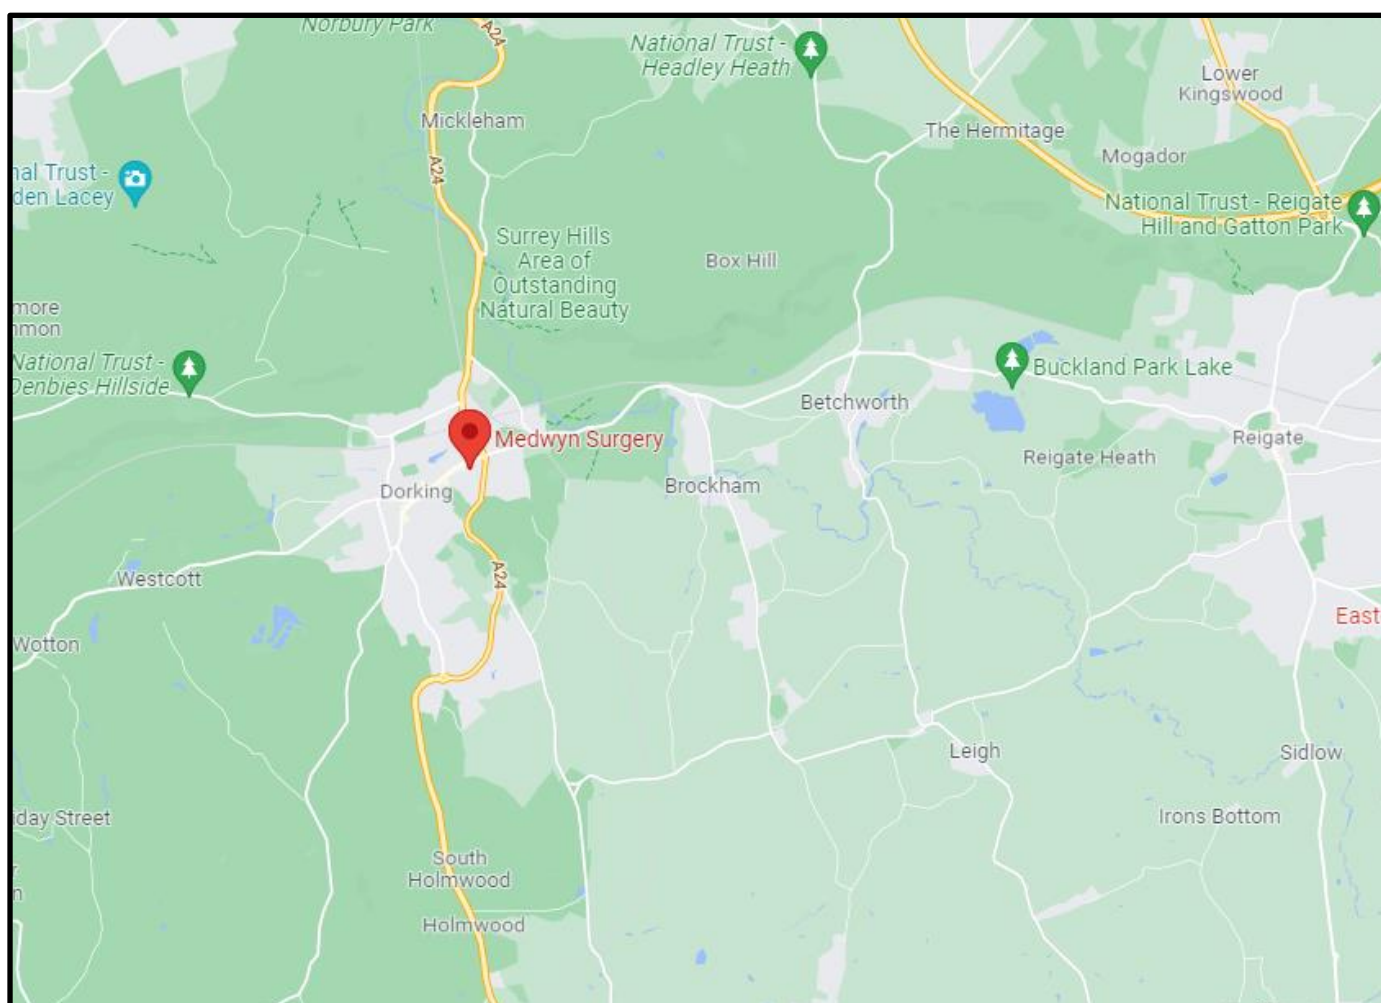 Norbury Park
A24
National Trust -
Headley Heath
Lower
Kingswood
Mickleham
The Hermitage
Mogador
A24
nal Trust -
den Lacey
National Trust - Reigate
Hill and Gatton Park
Surrey Hills
Area of
Outstanding
Natural Beauty
Box Hill
more
nmon
National Trust -
Denbies Hillside
Buckland Park Lake
Betchworth
Medwyn Surgery
Reigate
Reigate Heath
Dorking
Brockham
Westcott
A24
East
Wotton
Leigh
Sidlow
iday Street
Irons Bottom
South
Holmwood
r
n
Holmwood